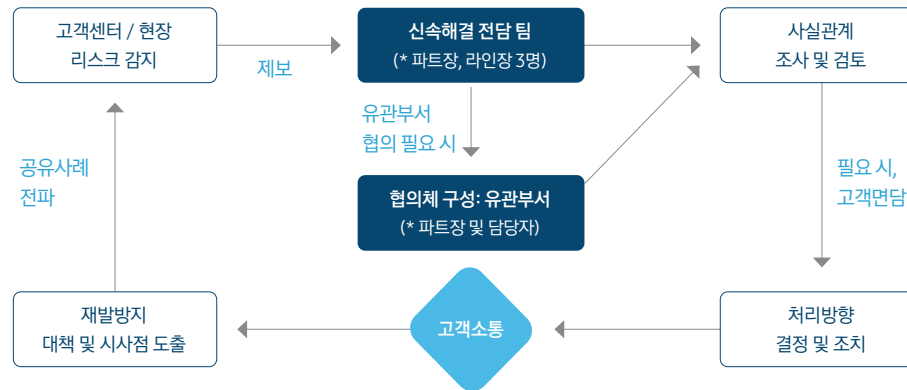 고객센터 / 현장
리스크 감지
제보
신속해결 전담 팀
(* 파트장, 라인장 3명)
사실관계
조사 및 검토
유관부서
협의 필요 시
공유사례
전파
협의체 구성: 유관부서
(* 파트장 및 담당자)
필요 시,
고객면담
재발방지
대책 및 시사점 도출
고객소통
처리방향
결정 및 조치